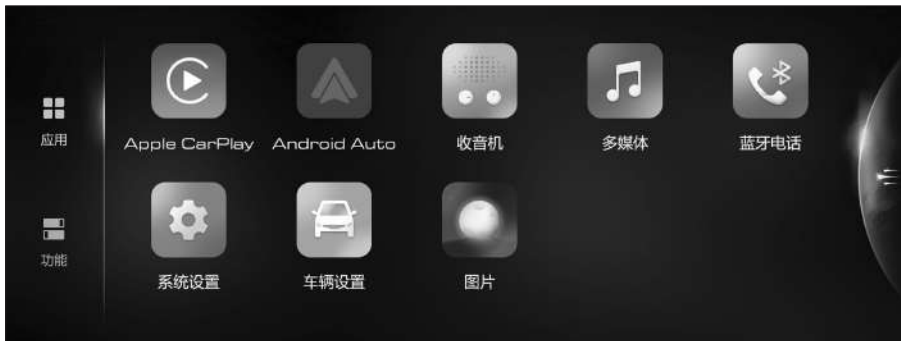 应用
Apple CarPlay
Android Auto
收音机
多媒体
蓝牙电话
功能
系统设置
车辆设置
图片